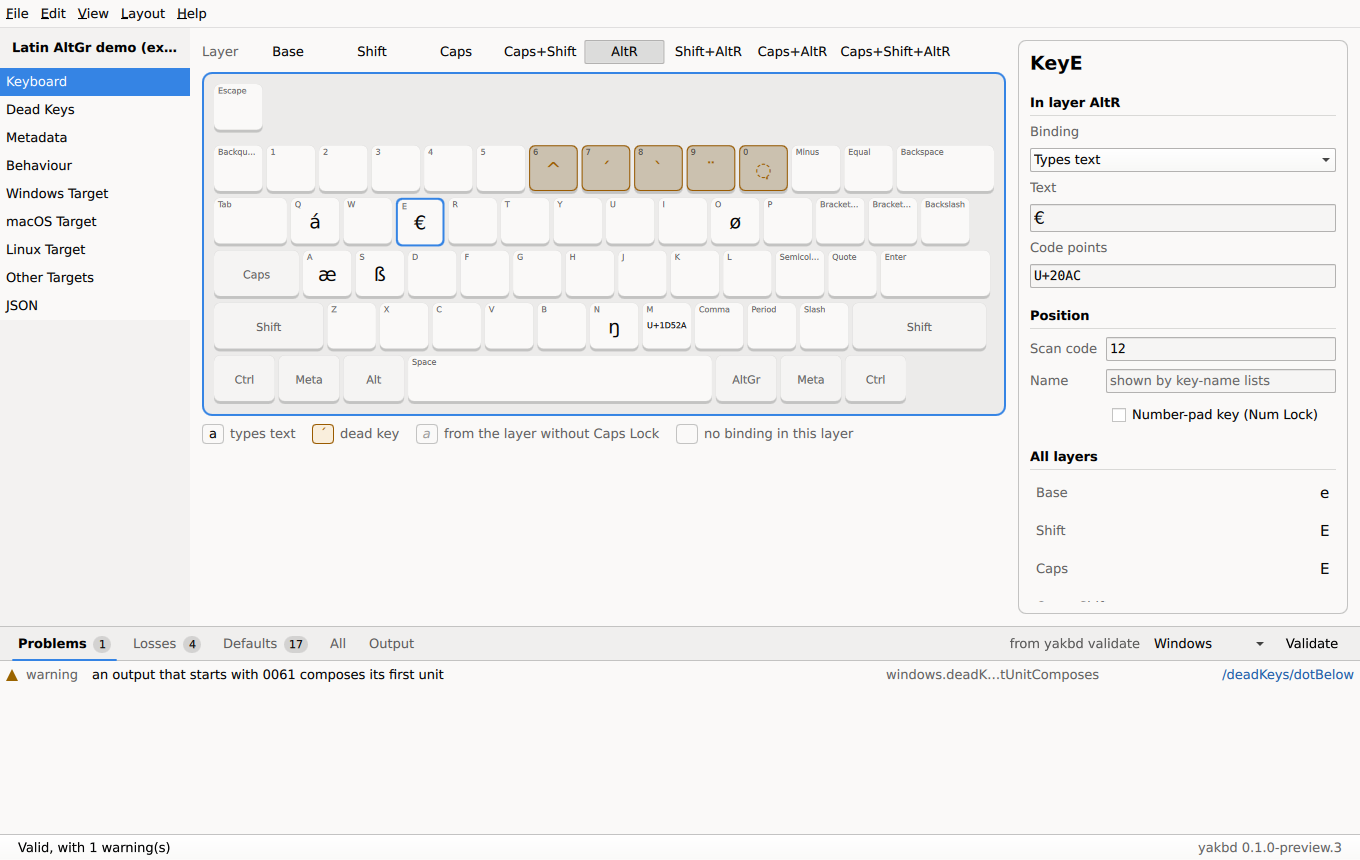 File Edit View Layout Help
Latin AltGr demo (ex...
Keyboard
Dead Keys
Metadata
Behaviour
Windows Target
macOS Target
Linux Target
Other Targets
JSON
Layer Base Shift Caps Caps+Shift AltR Shift+AltR Caps+AltR Caps+Shift+AltR
Escape
Backqu... 1 2 3 4 5 6 ^ 7 ´ 8 ` 9 ¨ 0 ◌̣ Minus Equal Backspace
Tab Q á W E € R T Y U I O ø P Bracket... Bracket... Backslash
Caps A æ S ß D F G H J K L Semicol... Quote Enter
Shift Z X C V B N ŋ M U+1D52A Comma Period Slash Shift
Ctrl Meta Alt Space AltGr Meta Ctrl
a types text ´ dead key a from the layer without Caps Lock no binding in this layer
KeyE
In layer AltR
Binding
Types text
Text
€
Code points
U+20AC
Position
Scan code 12
Name shown by key-name lists
Number-pad key (Num Lock)
All layers
Base e
Shift E
Caps E
Problems 1 Losses 4 Defaults 17 All Output from yakbd validate Windows Validate
warning an output that starts with 0061 composes its first unit windows.deadK...tUnitComposes /deadKeys/dotBelow
Valid, with 1 warning(s) yakbd 0.1.0-preview.3